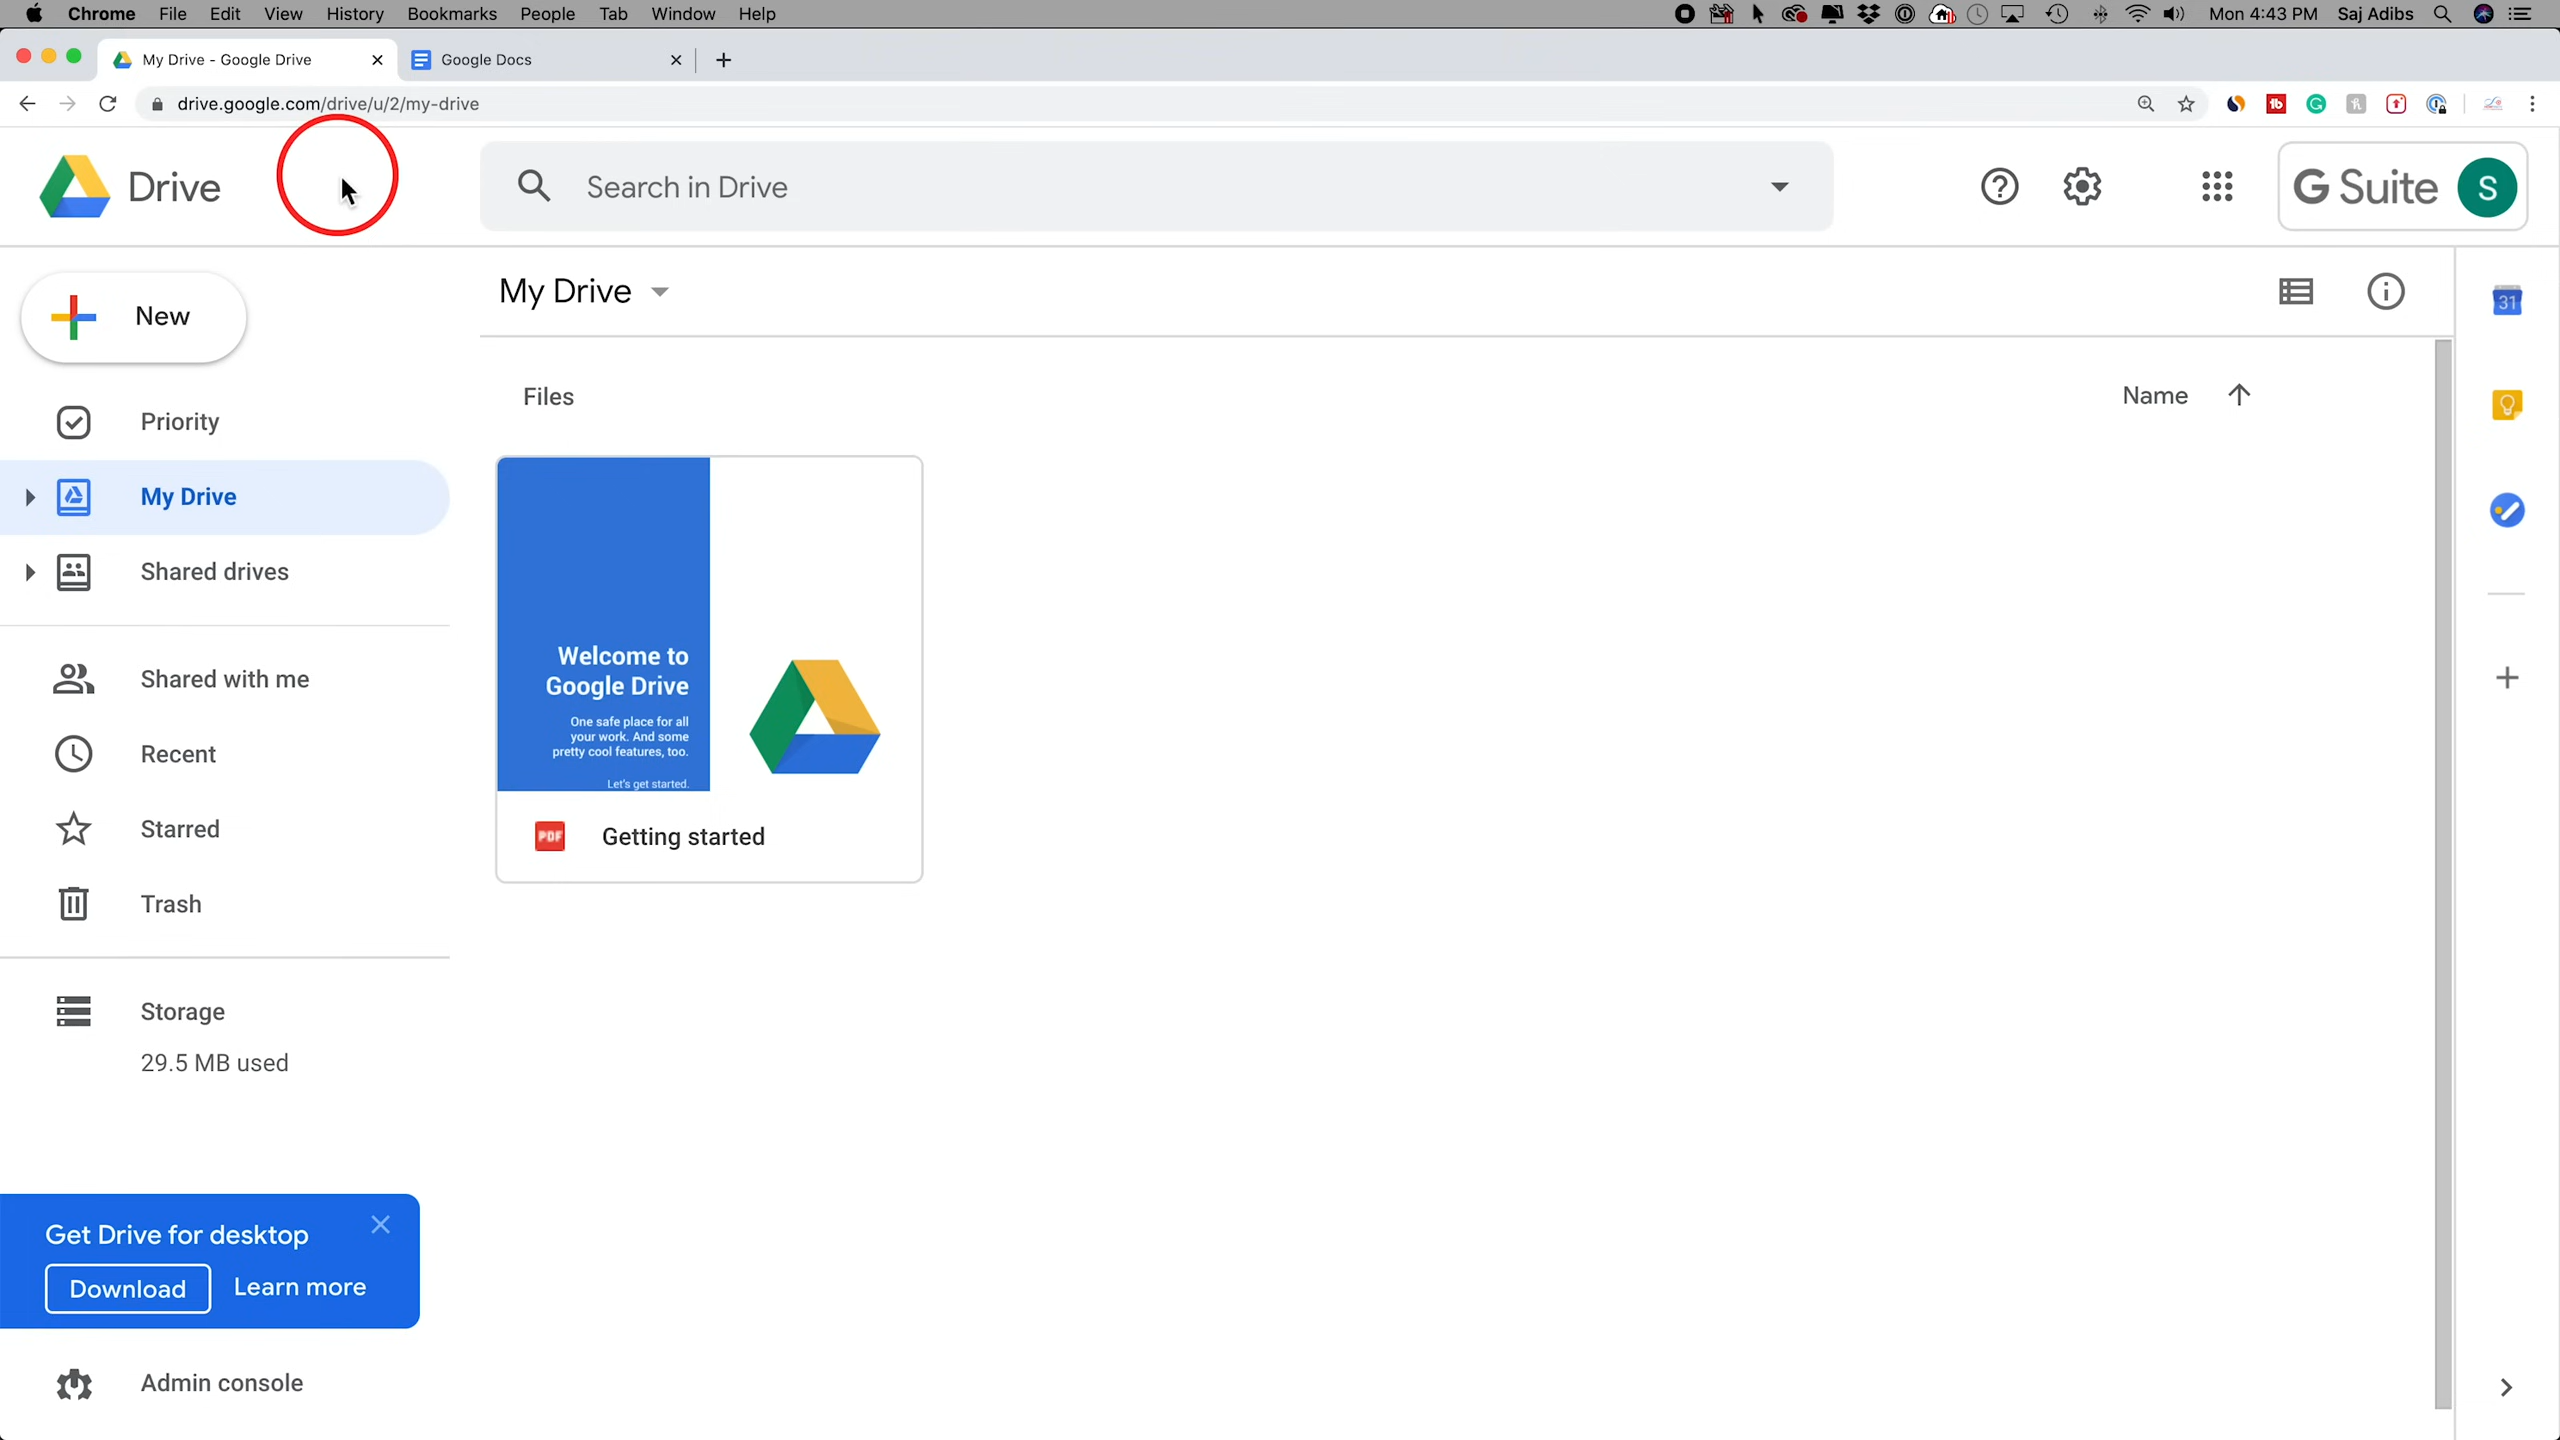 Chrome File Edit View History Bookmarks People Tab Window Help Mon 4:43 PM Saj Adibs
My Drive - Google Drive Google Docs
drive.google.com/drive/u/2/my-drive
Drive Search in Drive G Suite S
New My Drive
Files Name
Priority
My Drive
Shared drives
Shared with me
Recent
Starred
Trash
Storage
29.5 MB used
Welcome to
Google Drive
One safe place for all
your work. And some
pretty cool features, too.
Let's get started.
PDF Getting started
31
Get Drive for desktop
Download Learn more
Admin console